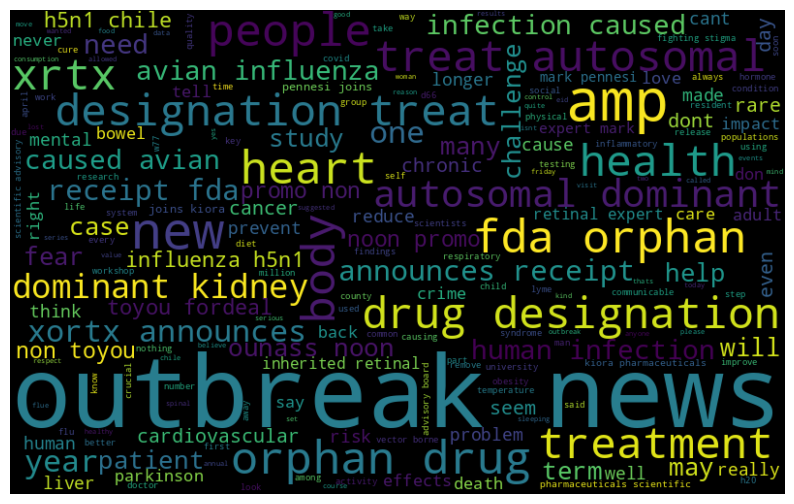 h5n1 chile
people
infection caused
cant
day
never
need
treat autosomal
xrtx
avian influenza
challenge
longer
mark pennesi
love
always
tell
pennesi joins
made
rare
designation treat
amp
mental
bowel
time
group
study
one
many
expert mark
dont
impact
caused avian
heart
cause
health
receipt fda
promo non
chronic
autosomal dominant
don
right
case
cancer
reduce
retinal expert
care
adult
joins kiora
prevent
new
body
noon promo
fda orphan
fear
influenza h5n1
announces receipt
help
even
dominant kidney
toyou fordeal
crime
think
drug designation
xortx announces
back
non toyou
ounass noon
human infection
will
inherited retinal
outbreak news
say
seem
human
cardiovascular
risk
problem
treatment
year
patient
orphan drug
may
really
liver
parkinson
effects
death
term
well
pharmaceuticals scientific
scientific advisory
advisory board
kiora pharmaceuticals
vector borne
communicable
respiratory
inflammatory
populations
fighting stigma
hormone
condition
resident
physical
social
testing
release
using
events
friday
visit
called
mind
scientists
findings
research
system
workshop
million
county
used
common
causing
syndrome
outbreak
university
obesity
temperature
sleeping
improve
please
child
lyme
kind
step
today
thats
control
quite
covid
take
good
way
results
wanted
food
data
quality
cure
move
consumption
allowed
soon
woman
reason
april
work
due
key
yes
w77
d66
self
life
diet
every
series
value
suggested
serious
nothing
believe
respect
chile
know
crucial
number
part
remove
man
said
flue
spinal
away
set
flu
better
first
among
activity
doctor
annual
look
course
healthy
h20